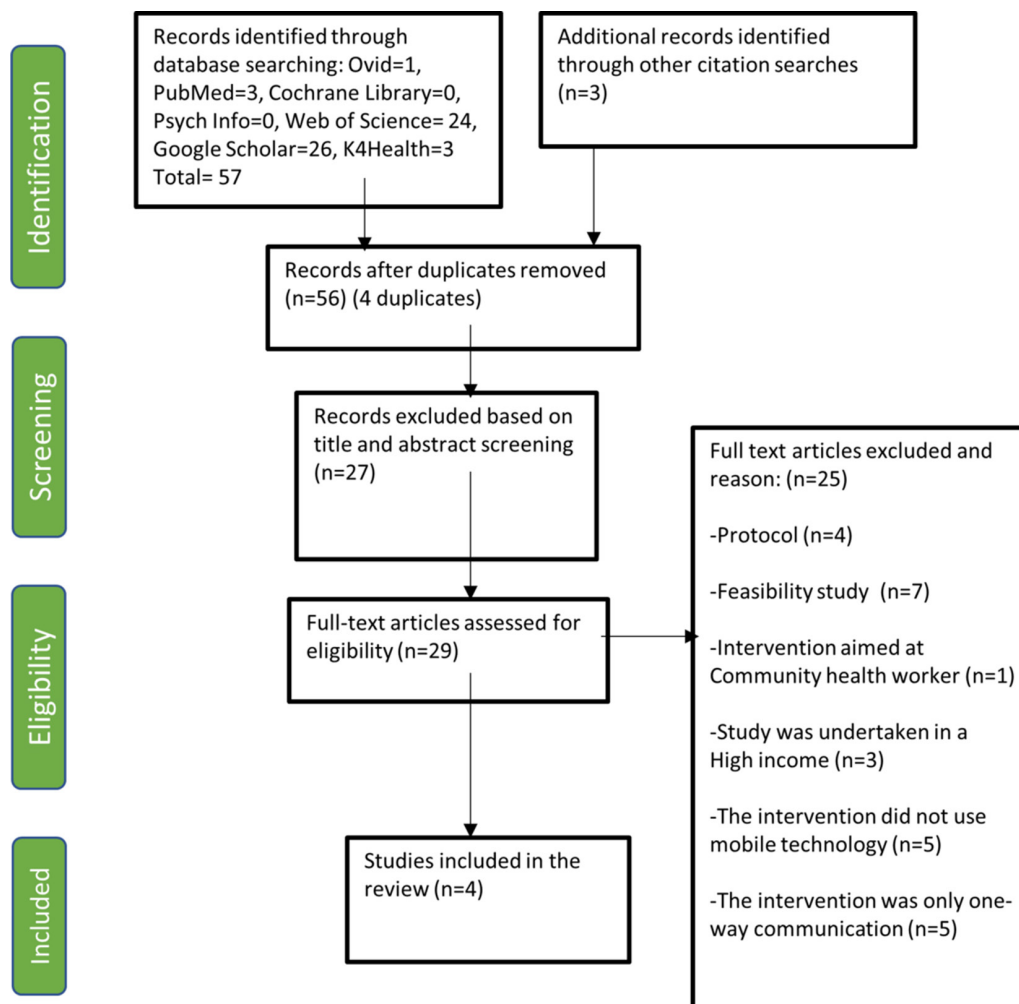 Identification
Records identified through
database searching: Ovid=1,
PubMed=3, Cochrane Library=0,
Psych Info=0, Web of Science= 24,
Google Scholar=26, K4Health=3
Total= 57
Additional records identified
through other citation searches
(n=3)
Records after duplicates removed
(n=56) (4 duplicates)
Screening
Records excluded based on
title and abstract screening
(n=27)
Eligibility
Full-text articles assessed for
eligibility (n=29)
Full text articles excluded and
reason: (n=25)
-Protocol (n=4)
-Feasibility study (n=7)
-Intervention aimed at
Community health worker (n=1)
-Study was undertaken in a
High income (n=3)
-The intervention did not use
mobile technology (n=5)
-The intervention was only one-
way communication (n=5)
Included
Studies included in the
review (n=4)